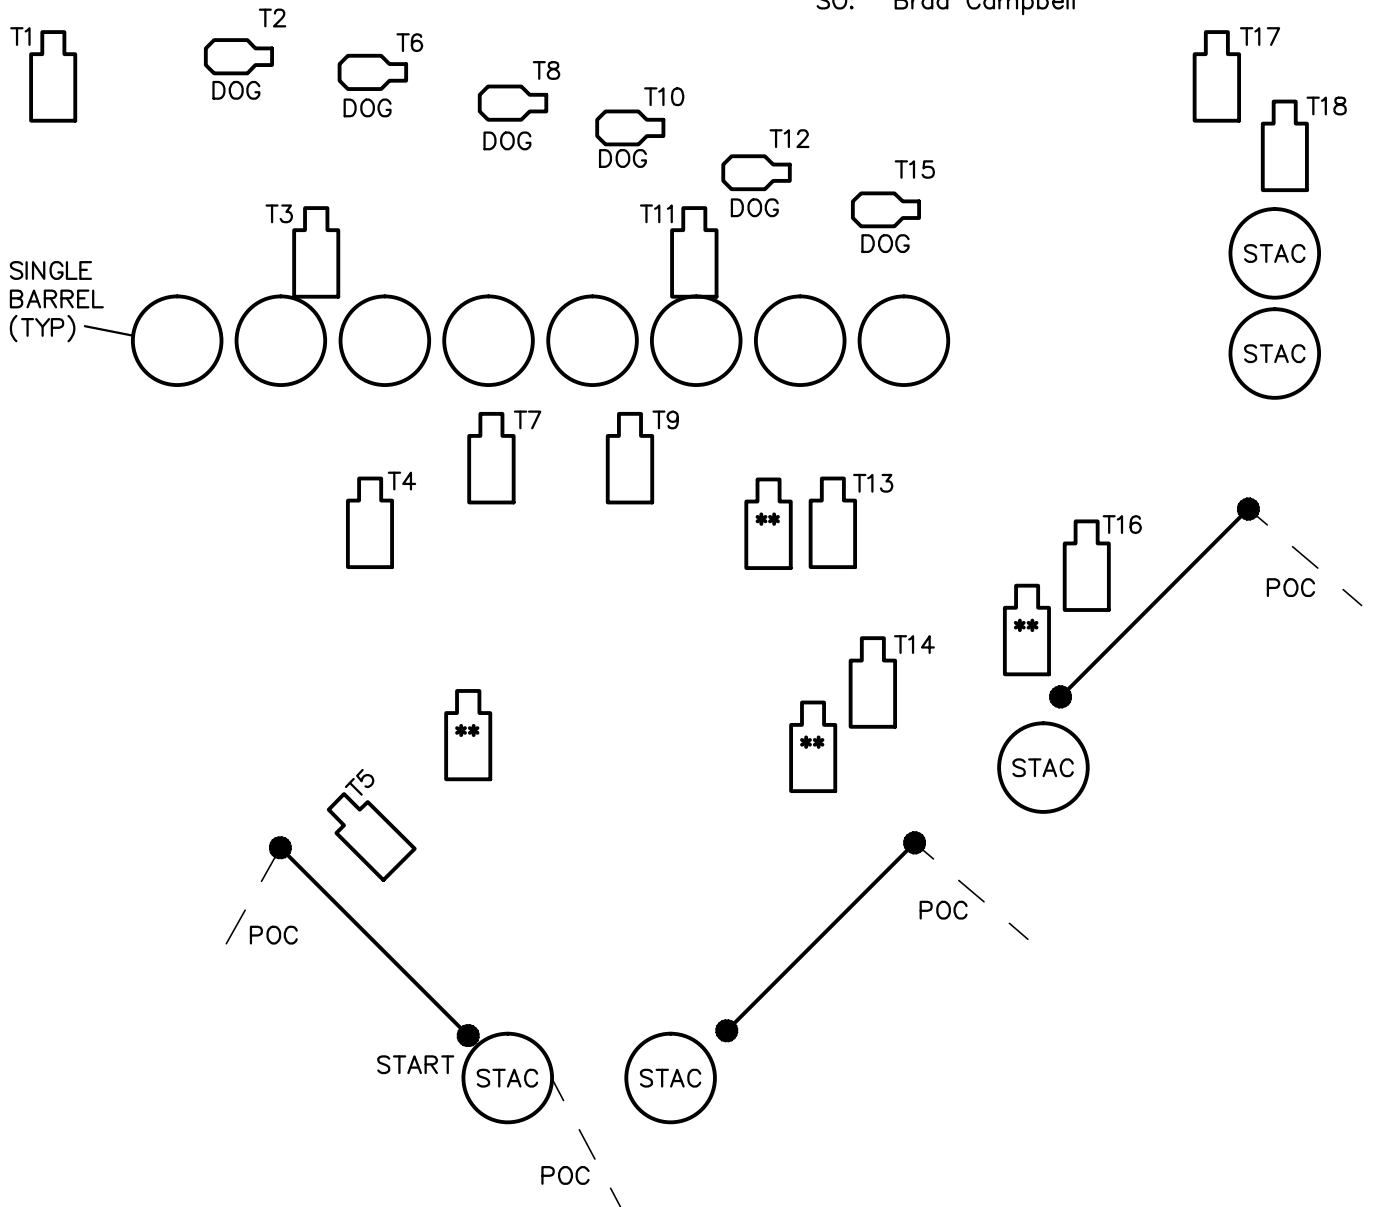 SO: Brad Campbell
T1
T2
DOG
T6
DOG
T8
DOG
T10
DOG
T12
DOG
T15
DOG
T17
T18
T3
T11
STAC
SINGLE
BARREL
(TYP)
STAC
T7
T9
T4
**
T13
T16
POC
**
T14
**
**
STAC
T5
POC
POC
START
STAC
STAC
POC